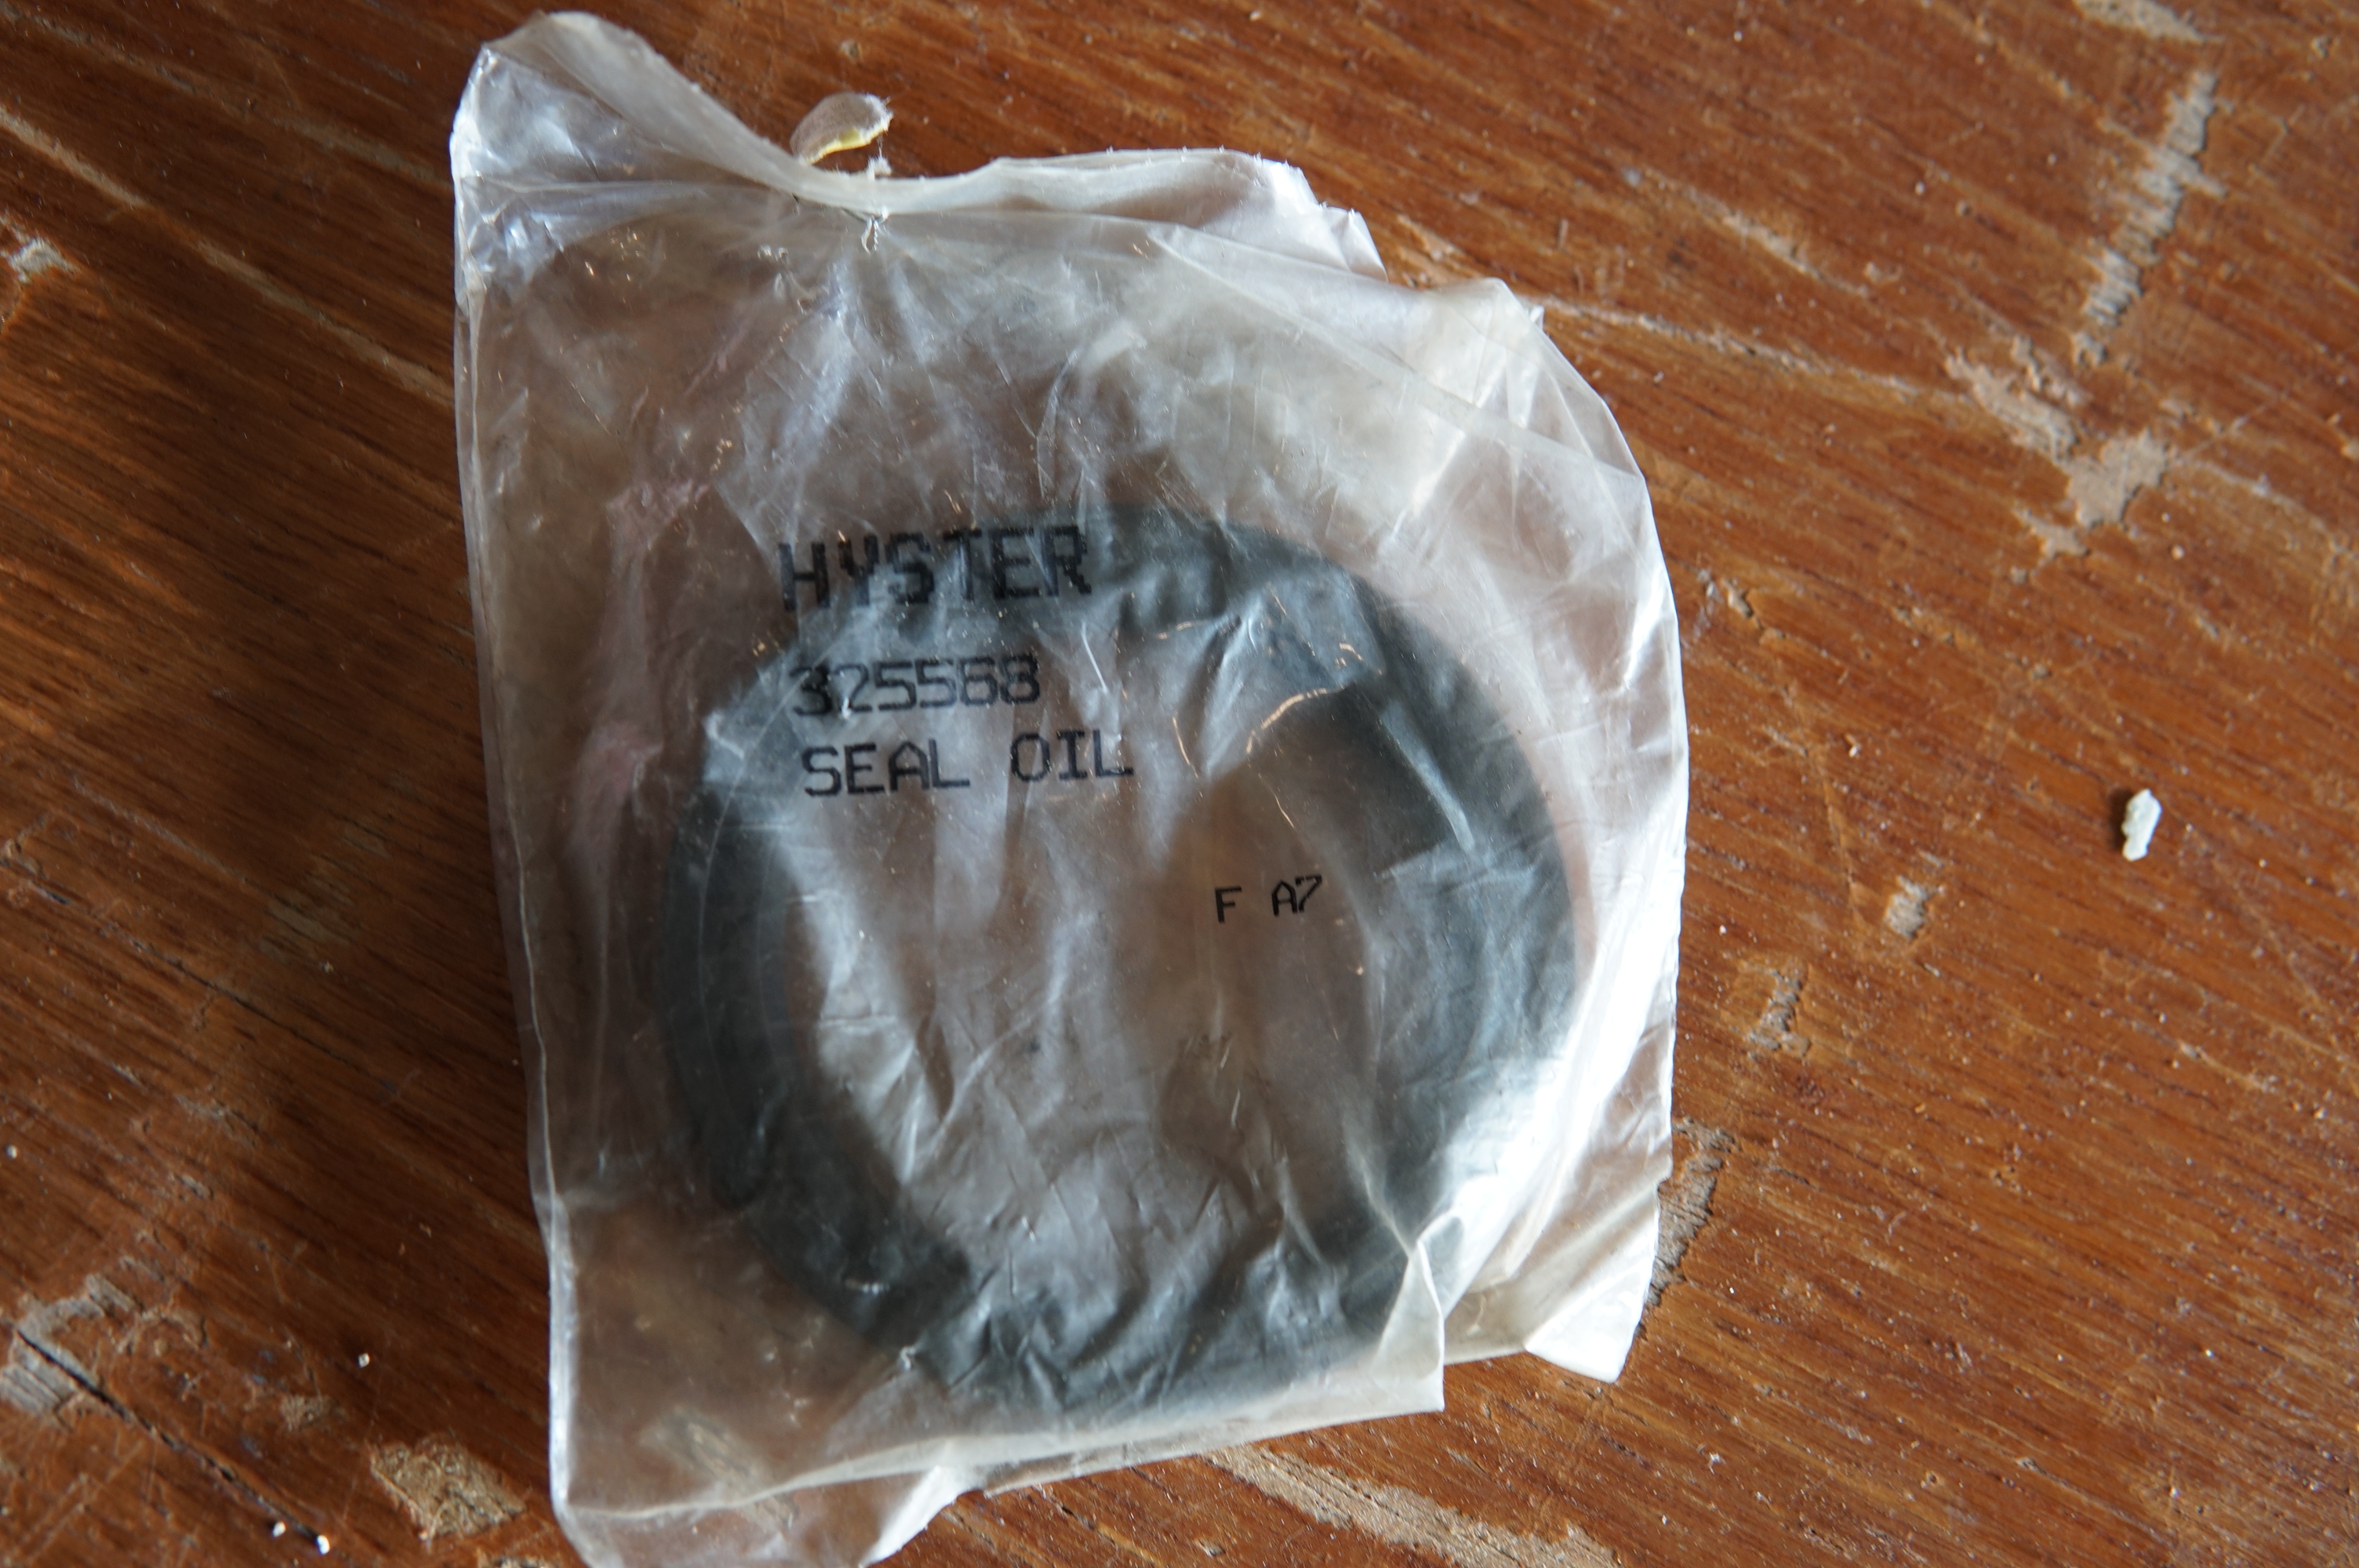 HYSTER
325568
SEAL OIL
F A7